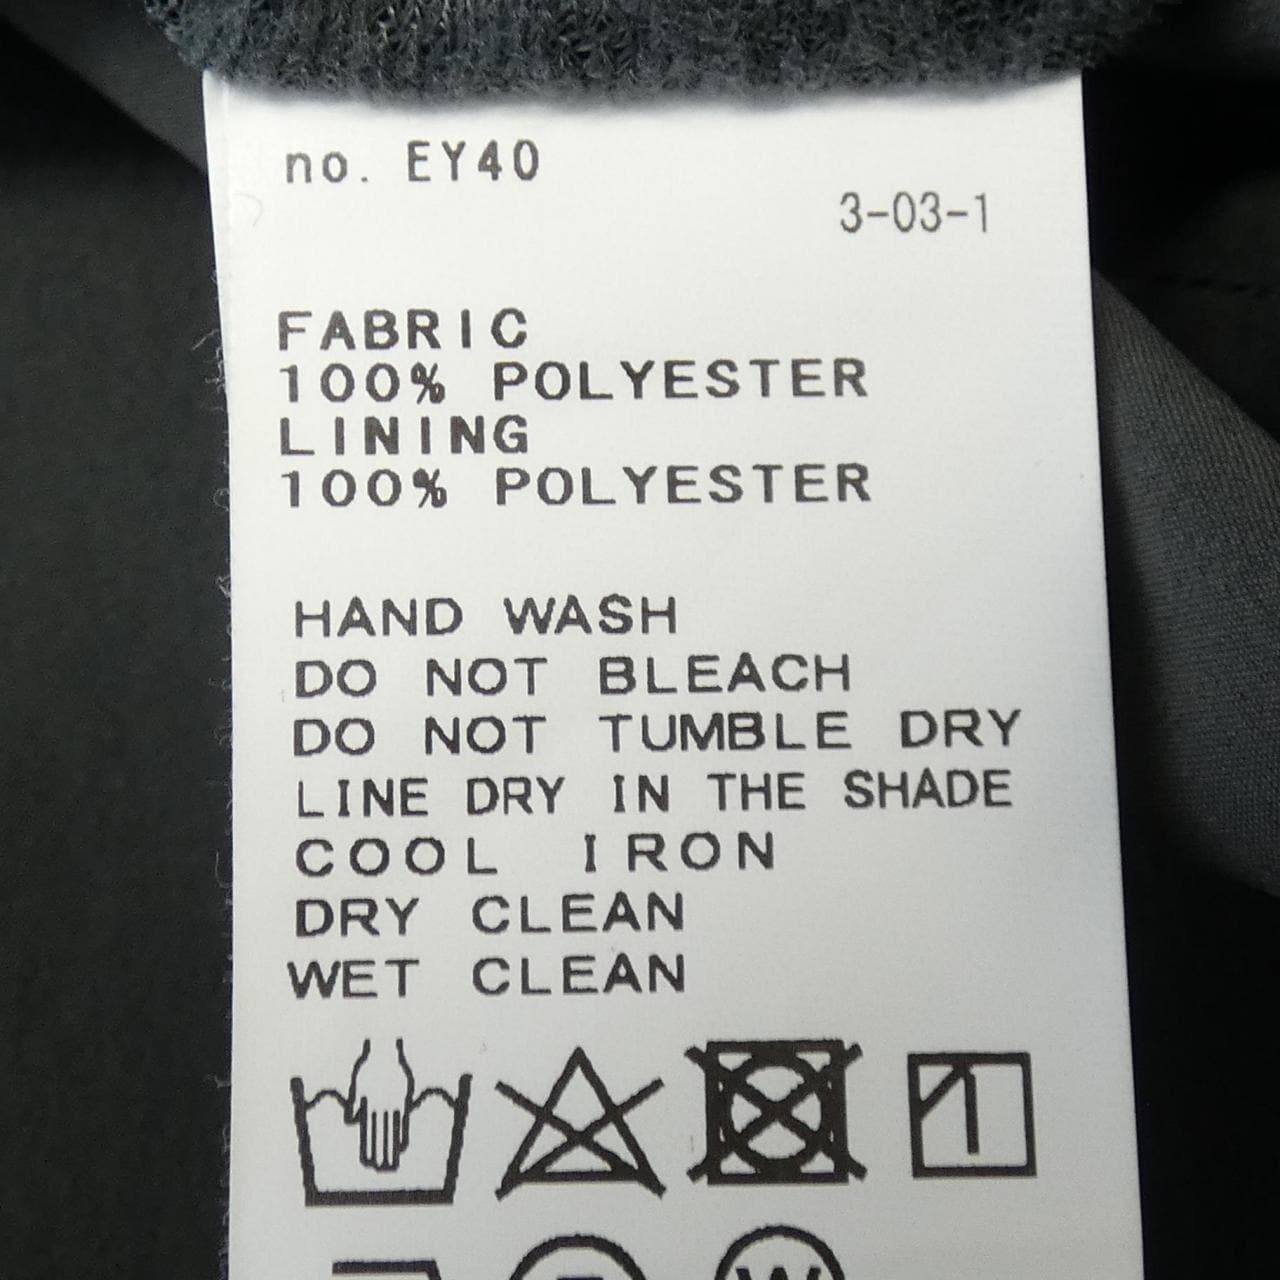 no. EY40
3-03-1
FABRIC
100% POLYESTER
LINING
100% POLYESTER
HAND WASH
DO NOT BLEACH
DO NOT TUMBLE DRY
LINE DRY IN THE SHADE
COOL IRON
DRY CLEAN
WET CLEAN
W